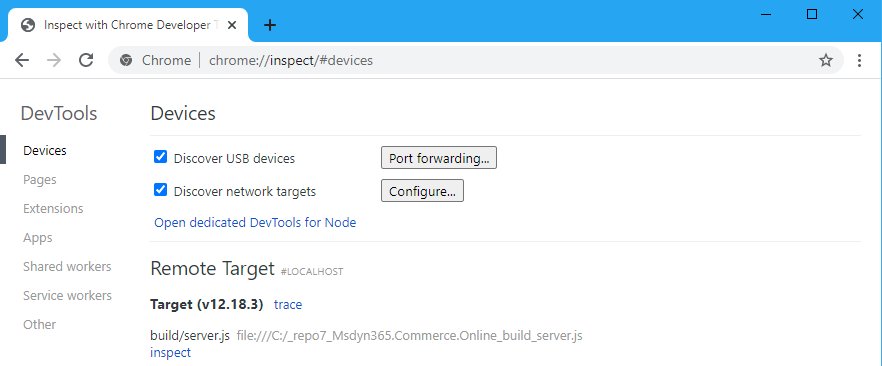 Inspect with Chrome Developer T
Chrome | chrome://inspect/#devices
DevTools
Devices
Pages
Extensions
Apps
Shared workers
Service workers
Other
Devices
Discover USB devices Port forwarding...
Discover network targets Configure...
Open dedicated DevTools for Node
Remote Target #LOCALHOST
Target (v12.18.3) trace
build/server.js file:///C:/_repo7_Msdyn365.Commerce.Online_build_server.js
inspect